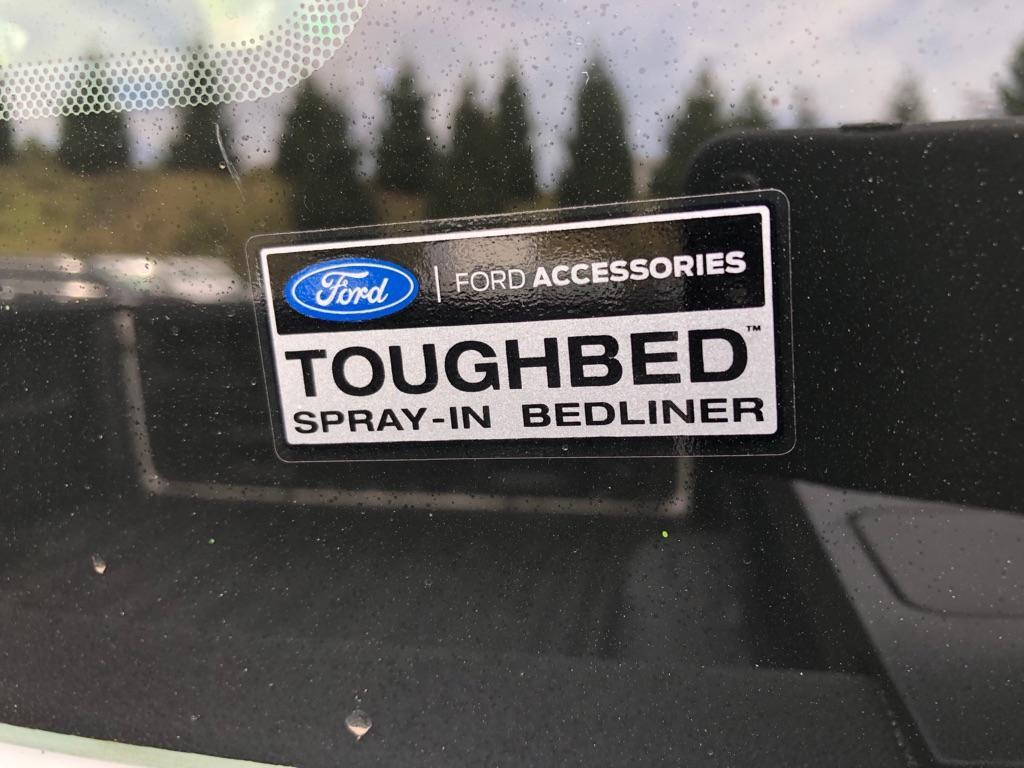 Ford | FORD ACCESSORIES
TOUGHBED™
SPRAY-IN BEDLINER